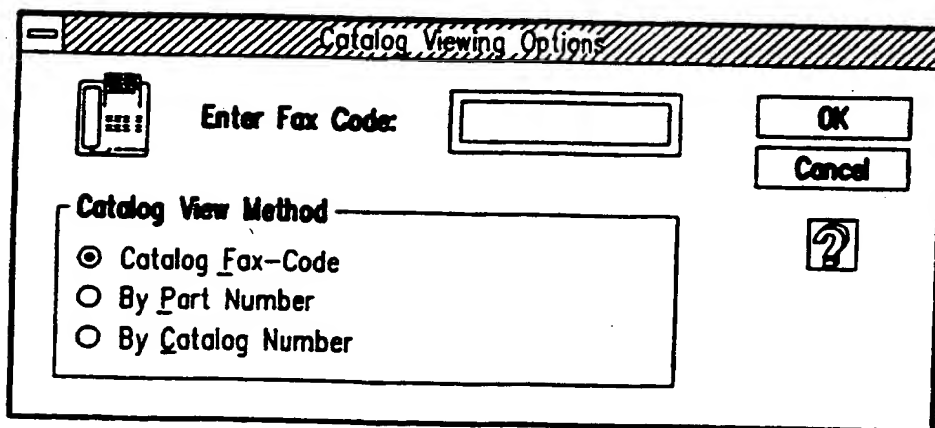 Catalog Viewing Options
Enter Fax Code:
OK
Cancel
Catalog View Method
Catalog Fax-Code
By Part Number
By Catalog Number
?